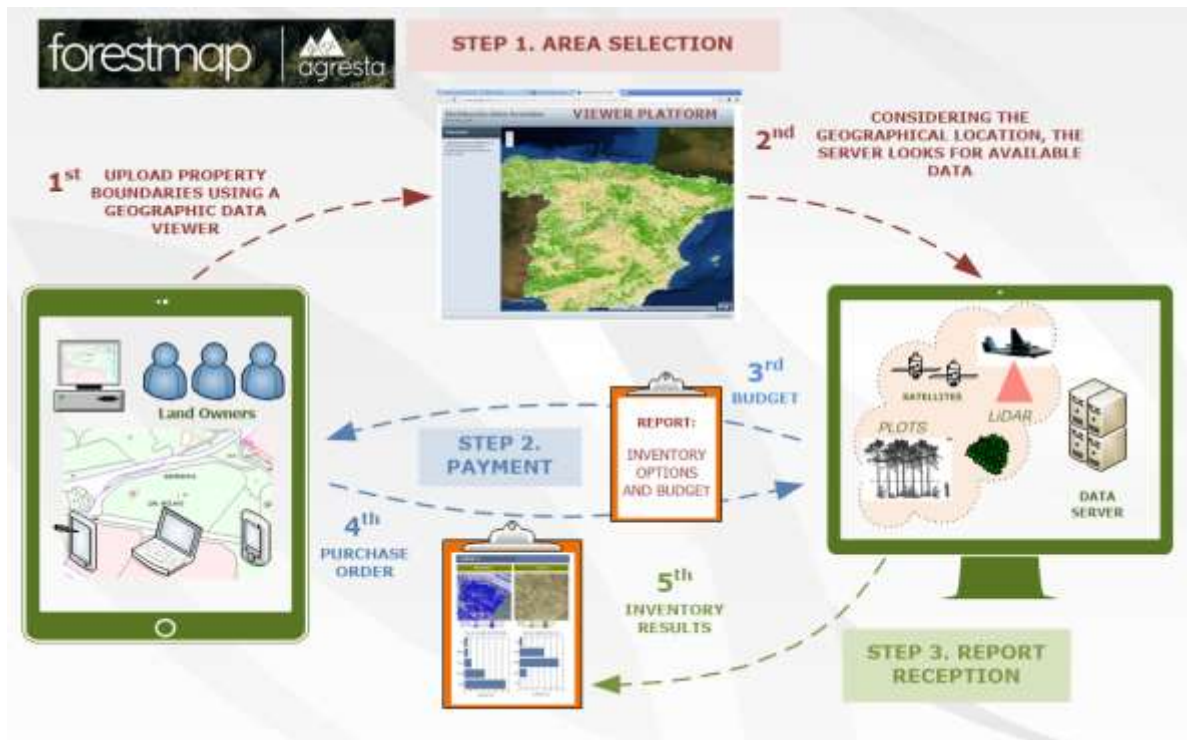 forestmap
agresta
STEP 1. AREA SELECTION
VIEWER PLATFORM
1st
UPLOAD PROPERTY
BOUNDARIES USING A
GEOGRAPHIC DATA
VIEWER
2nd
CONSIDERING THE
GEOGRAPHICAL LOCATION, THE
SERVER LOOKS FOR AVAILABLE
DATA
Land Owners
3rd
BUDGET
REPORT:
INVENTORY
OPTIONS
AND BUDGET
STEP 2.
PAYMENT
4th
PURCHASE
ORDER
SATELLITES
LiDAR
PLOTS
DATA
SERVER
5th
INVENTORY
RESULTS
STEP 3. REPORT
RECEPTION